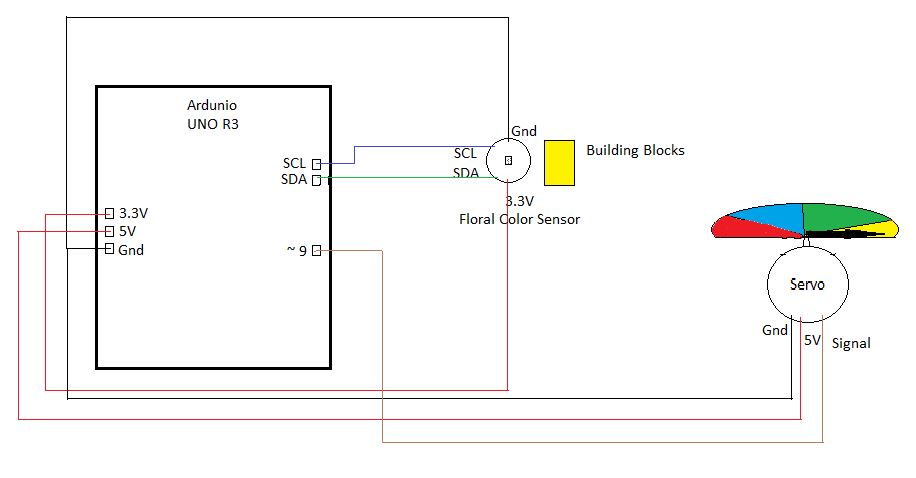 Ardunio
UNO R3
Gnd
SCL
SDA
Building Blocks
SCL
SDA
3.3V
Floral Color Sensor
3.3V
5V
Gnd
~ 9
Servo
Gnd
5V
Signal